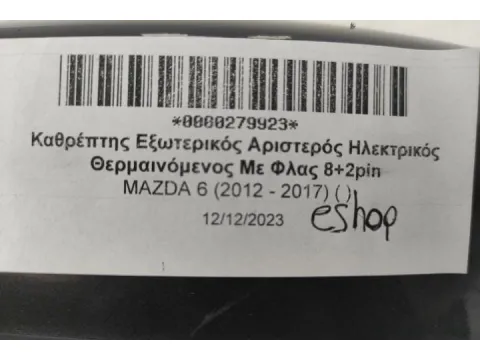 *0000279923*
Καθρέπτης Εξωτερικός Αριστερός Ηλεκτρικός
Θερμαινόμενος Με Φλας 8+2pin
MAZDA 6 (2012 - 2017) ( )
12/12/2023
eshop